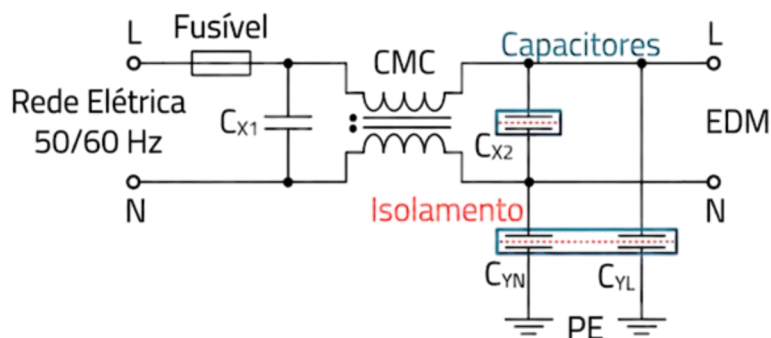 L
Fusível
CMC
Capacitores
L
Rede Elétrica
50/60 Hz
CX1
CX2
EDM
N
Isolamento
N
CYN
CYL
PE